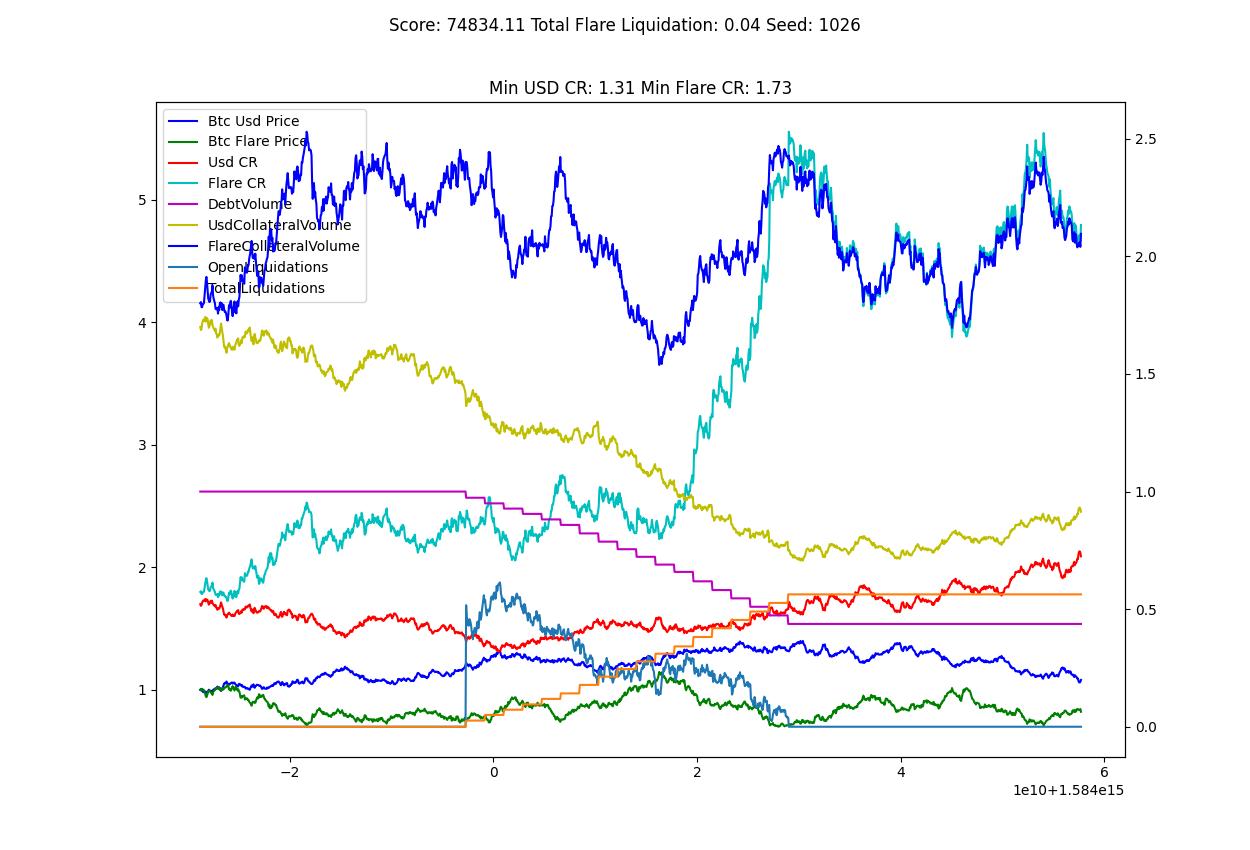 Score: 74834.11 Total Flare Liquidation: 0.04 Seed: 1026
Min USD CR: 1.31 Min Flare CR: 1.73
Btc Usd Price
Btc Flare Price
Usd CR
Flare CR
DebtVolume
UsdCollateralVolume
FlareCollateralVolume
OpenLiquidations
TotalLiquidations
5
4
3
2
1
2.5
2.0
1.5
1.0
0.5
0.0
−2
0
2
4
6
1e10+1.584e15